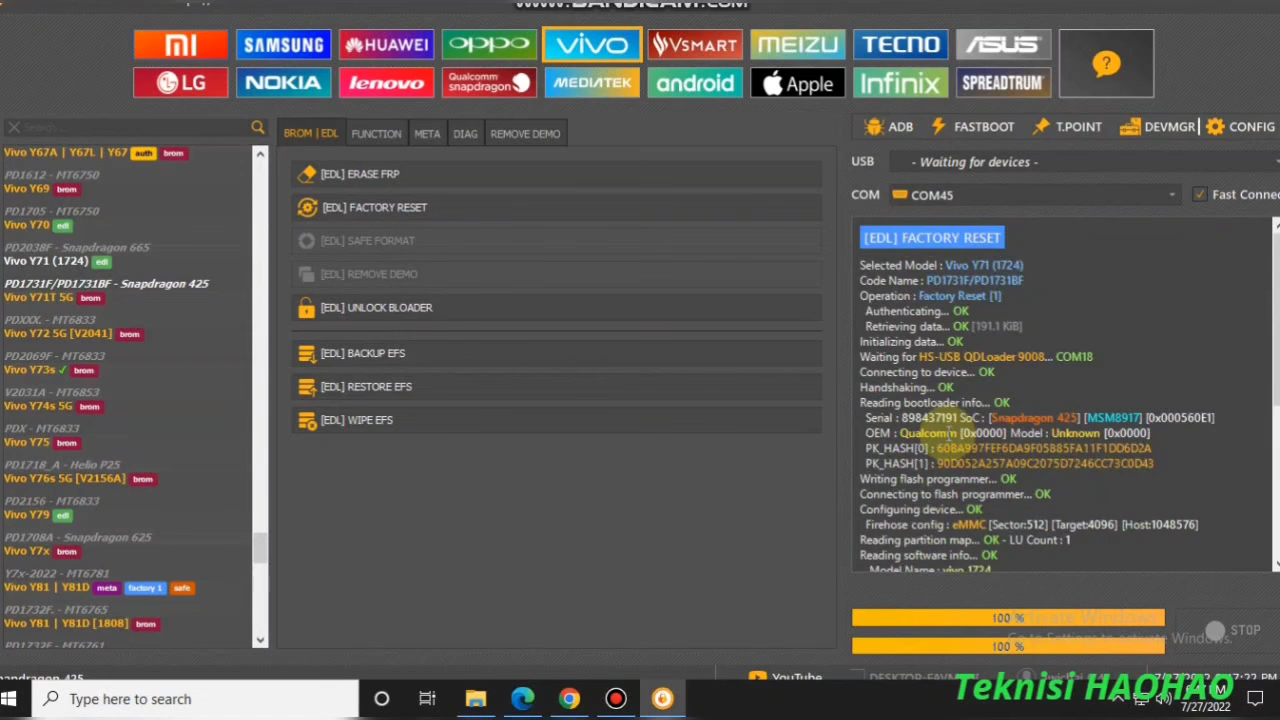 WWW.BANDICAM.COM
MI SAMSUNG HUAWEI oppo vivo VSMART MEIZU TECNO ASUS ?
LG NOKIA lenovo Qualcomm snapdragon MEDIATEK android Apple Infinix SPREADTRUM
Search...
Vivo Y67A | Y67L | Y67 auth brom
PD1612 - MT6750
Vivo Y69 brom
PD1705 - MT6750
Vivo Y70 edl
PD2038F - Snapdragon 665
Vivo Y71 (1724) edl
PD1731F/PD1731BF - Snapdragon 425
Vivo Y71T 5G brom
PDXXX. - MT6833
Vivo Y72 5G [V2041] brom
PD2069F - MT6833
Vivo Y73s ✓ brom
V2031A - MT6853
Vivo Y74s 5G brom
PDX - MT6833
Vivo Y75 brom
PD1718_A - Helio P25
Vivo Y76s 5G [V2156A] brom
PD2156 - MT6833
Vivo Y79 edl
PD1708A - Snapdragon 625
Vivo Y7x brom
Y7x-2022 - MT6781
Vivo Y81 | Y81D meta factory 1 safe
PD1732F. - MT6765
Vivo Y81 | Y81D [1808] brom
PD1732F - MT6761
BROM | EDL FUNCTION META DIAG REMOVE DEMO
[EDL] ERASE FRP
[EDL] FACTORY RESET
[EDL] SAFE FORMAT
[EDL] REMOVE DEMO
[EDL] UNLOCK BLOADER
[EDL] BACKUP EFS
[EDL] RESTORE EFS
[EDL] WIPE EFS
ADB FASTBOOT T.POINT DEVMGR CONFIG
USB - Waiting for devices -
COM COM45 Fast Connec
[EDL] FACTORY RESET
Selected Model : Vivo Y71 (1724)
Code Name : PD1731F/PD1731BF
Operation : Factory Reset [1]
Authenticating... OK
Retrieving data... OK [191.1 KiB]
Initializing data... OK
Waiting for HS-USB QDLoader 9008... COM18
Connecting to device... OK
Handshaking... OK
Reading bootloader info... OK
Serial : 898437191 SoC : [Snapdragon 425] [MSM8917] [0x000560E1]
OEM : Qualcomm [0x0000] Model : Unknown [0x0000]
PK_HASH[0] : 60BA997FEF6DA9F05885FA11F1DD6D2A
PK_HASH[1] : 90D052A257A09C2075D7246CC73C0D43
Writing flash programmer... OK
Connecting to flash programmer... OK
Configuring device... OK
Firehose config : eMMC [Sector:512] [Target:4096] [Host:1048576]
Reading partition map... OK - LU Count : 1
Reading software info... OK
Model Name : vivo 1724
100 %
100 %
Activate Windows
Go to Settings to activate Windows.
STOP
YouTube
Teknisi HAOHAO
Type here to search
7/27/2022